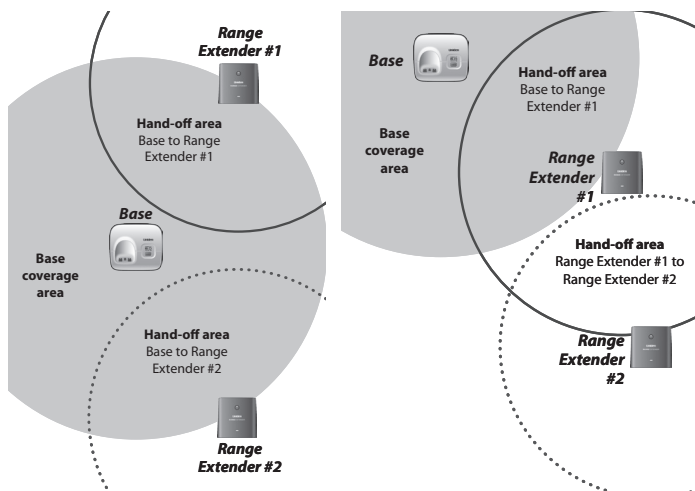 Range
Extender #1
Hand-off area
Base to Range
Extender #1
Base
Base
coverage
area
Hand-off area
Base to Range
Extender #2
Range
Extender #2
Base
Hand-off area
Base to Range
Extender #1
Base
coverage
area
Range
Extender
#1
Hand-off area
Range Extender #1 to
Range Extender #2
Range
Extender
#2